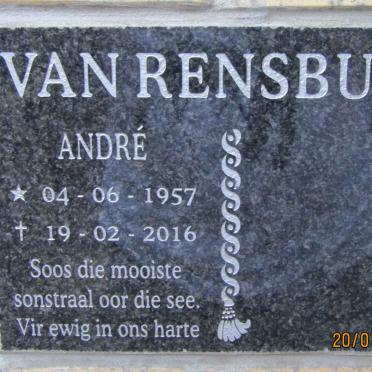 VAN RENSBU
ANDRÉ
★ 04 - 06 - 1957
† 19 - 02 - 2016
Soos die mooiste
sonstraal oor die see.
Vir ewig in ons harte
20/0